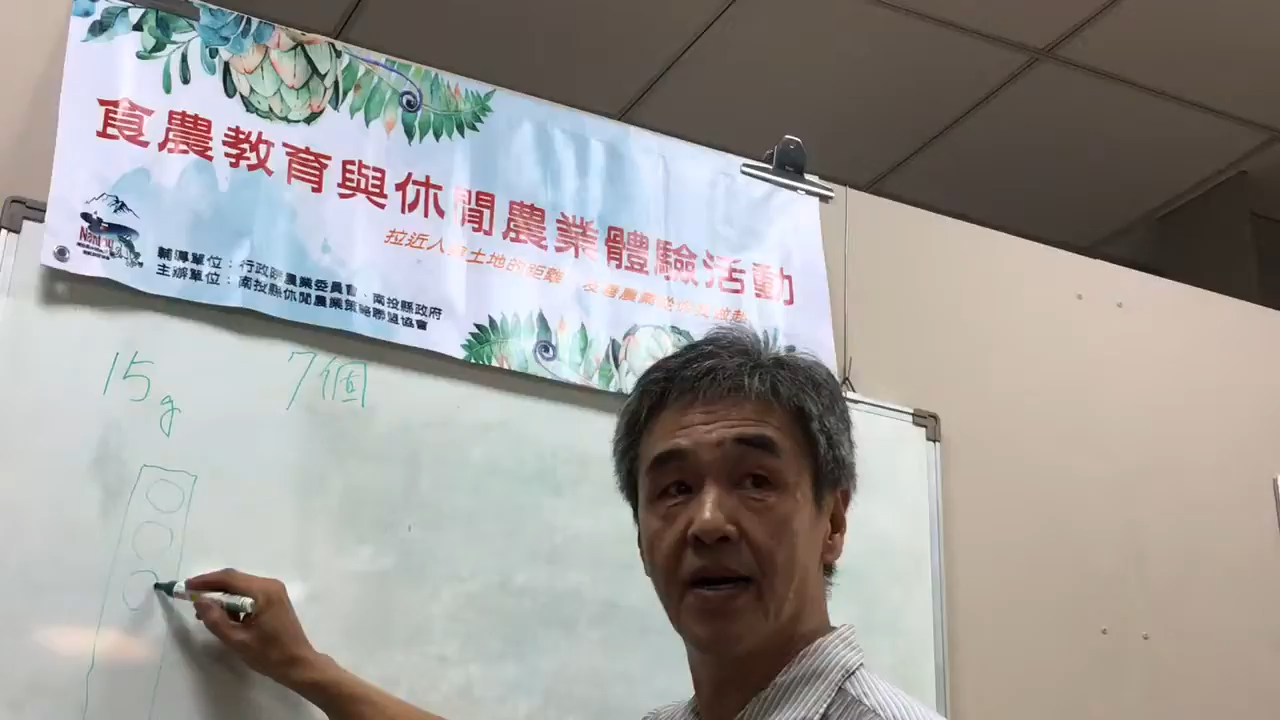 食農教育與休閒農業體驗活動
拉近人與土地的距離
輔導單位：行政院農業委員會、南投縣政府
主辦單位：南投縣休閒農業策略聯盟協會
15g 7個